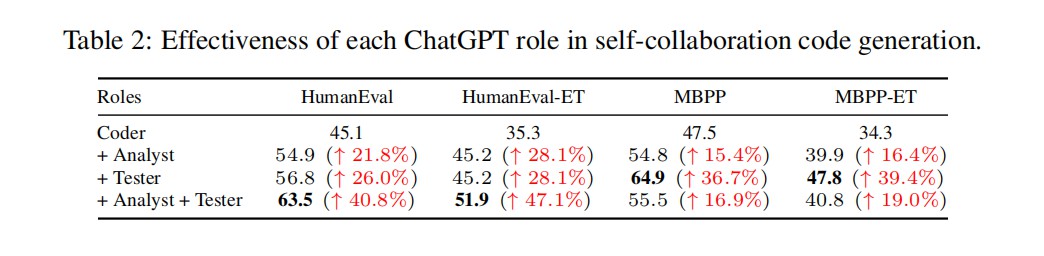 Table 2: Effectiveness of each ChatGPT role in self-collaboration code generation.
Roles HumanEval HumanEval-ET MBPP MBPP-ET
Coder 45.1 35.3 47.5 34.3
+ Analyst 54.9 (↑ 21.8%) 45.2 (↑ 28.1%) 54.8 (↑ 15.4%) 39.9 (↑ 16.4%)
+ Tester 56.8 (↑ 26.0%) 45.2 (↑ 28.1%) 64.9 (↑ 36.7%) 47.8 (↑ 39.4%)
+ Analyst + Tester 63.5 (↑ 40.8%) 51.9 (↑ 47.1%) 55.5 (↑ 16.9%) 40.8 (↑ 19.0%)